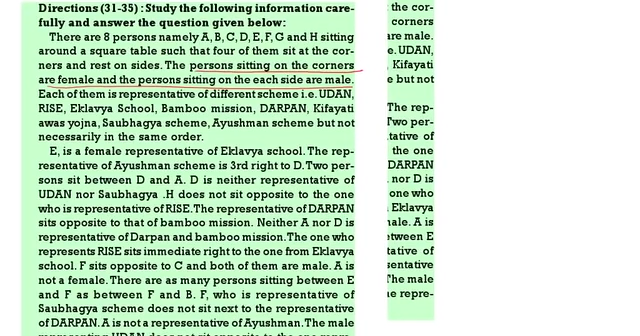 Directions (31-35) : Study the following information care-
fully and answer the question given below:
There are 8 persons namely A, B, C, D, E, F, G and H sitting
around a square table such that four of them sit at the cor-
ners and rest on sides. The persons sitting on the corners
are female and the persons sitting on the each side are male.
Each of them is representative of different scheme i.e. UDAN,
RISE, Eklavya School, Bamboo mission, DARPAN, Kifayati
awas yojna, Saubhagya scheme, Ayushman scheme but not
necessarily in the same order.
E, is a female representative of Eklavya school. The rep-
resentative of Ayushman scheme is 3rd right to D. Two per-
sons sit between D and A. D is neither representative of
UDAN nor Saubhagya .H does not sit opposite to the one
who is representative of RISE. The representative of DARPAN
sits opposite to that of bamboo mission. Neither A nor D is
representative of Darpan and bamboo mission. The one who
represents RISE sits immediate right to the one from Eklavya
school. F sits opposite to C and both of them are male. A is
not a female. There are as many persons sitting between E
and F as between F and B. F, who is representative of
Saubhagya scheme does not sit next to the representative
of DARPAN. A is not a representative of Ayushman. The male
representing UDAN does not sit opposite to the one repre-
the cor-
corners
are male.
e. UDAN,
Kifayati
e but not
The rep-
Two per-
tative of
the one
DARPAN
nor D is
one who
Eklavya
ale. A is
etween E
tative of
sentative
The male
e repre-